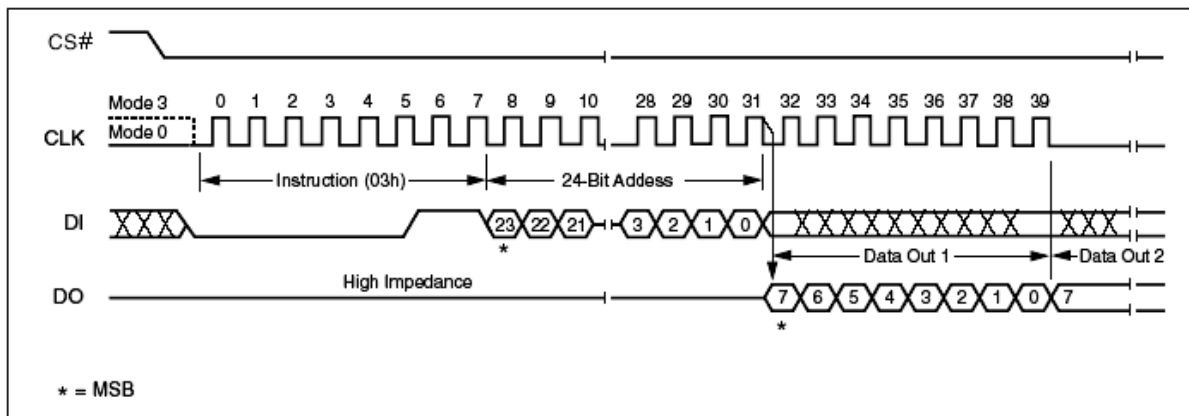 CS#
Mode 3
0 1 2 3 4 5 6 7 8 9 10 28 29 30 31 32 33 34 35 36 37 38 39
CLK
Mode 0
Instruction (03h)
24-Bit Addess
DI
23 22 21 3 2 1 0
*
Data Out 1
Data Out 2
High Impedance
DO
7 6 5 4 3 2 1 0 7
*
* = MSB